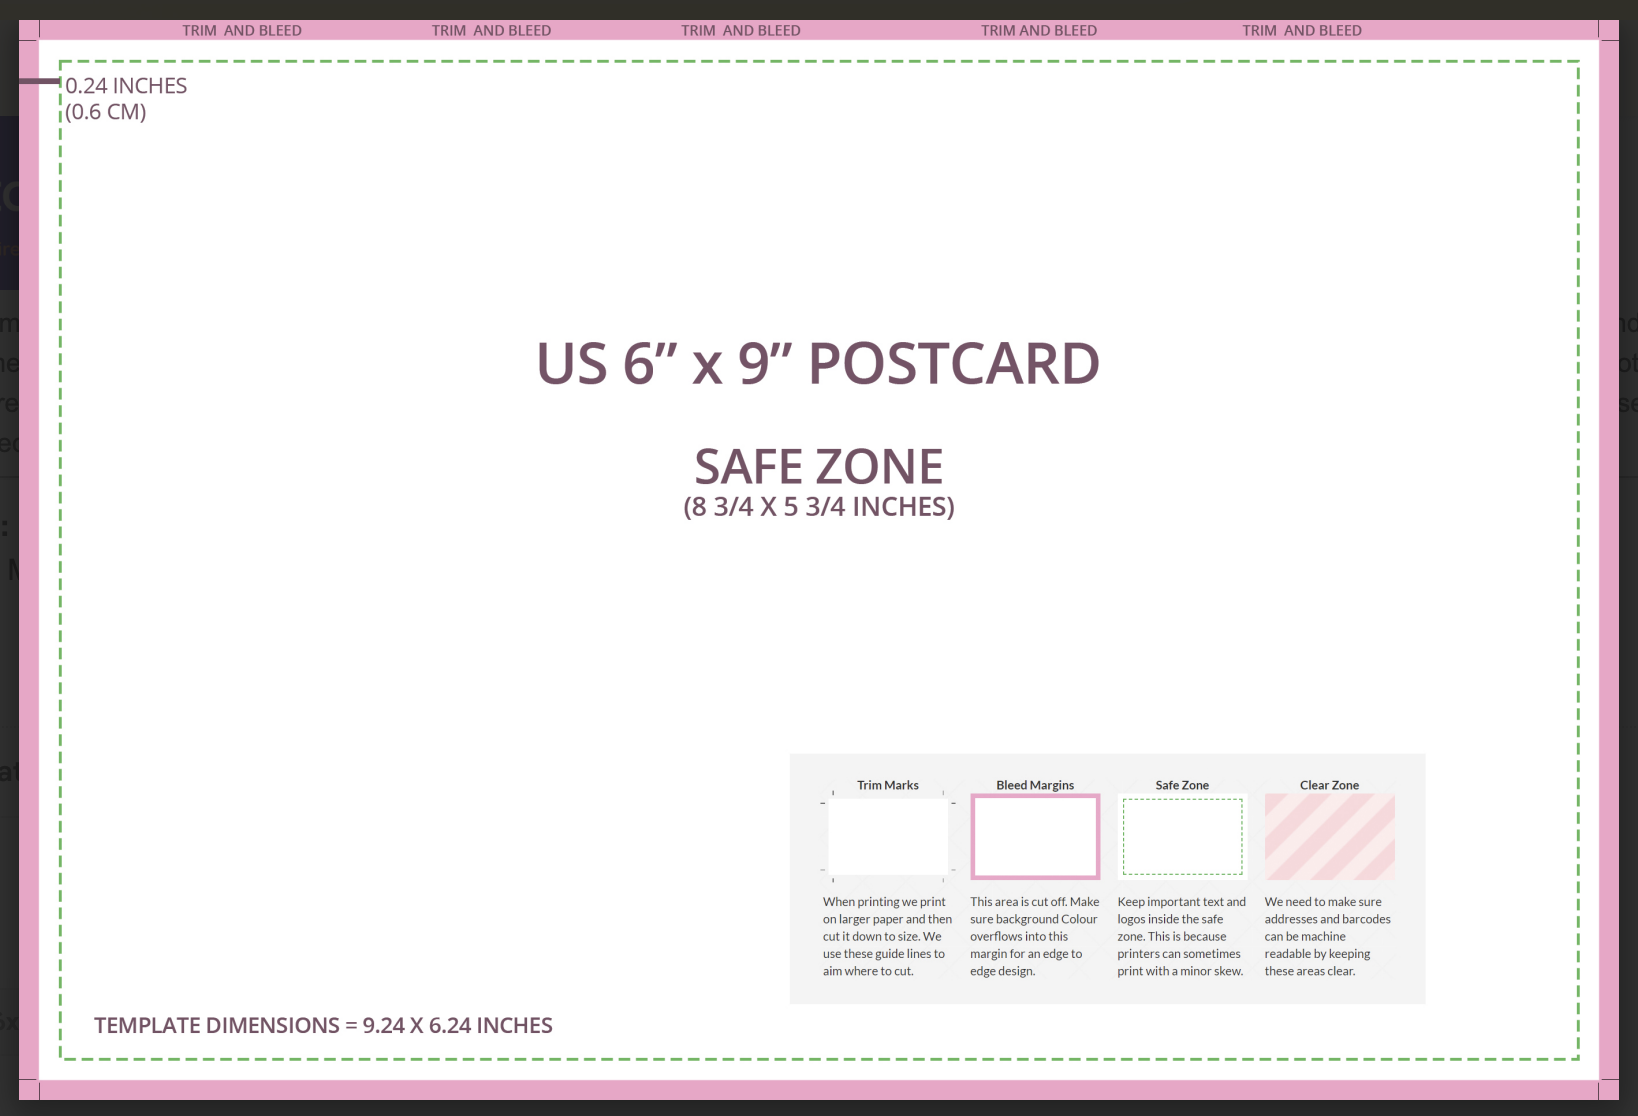 TRIM AND BLEED TRIM AND BLEED TRIM AND BLEED TRIM AND BLEED TRIM AND BLEED
0.24 INCHES
(0.6 CM)
US 6” x 9” POSTCARD
SAFE ZONE
(8 3/4 X 5 3/4 INCHES)
Trim Marks
When printing we print
on larger paper and then
cut it down to size. We
use these guide lines to
aim where to cut.
Bleed Margins
This area is cut off. Make
sure background Colour
overflows into this
margin for an edge to
edge design.
Safe Zone
Keep important text and
logos inside the safe
zone. This is because
printers can sometimes
print with a minor skew.
Clear Zone
We need to make sure
addresses and barcodes
can be machine
readable by keeping
these areas clear.
TEMPLATE DIMENSIONS = 9.24 X 6.24 INCHES